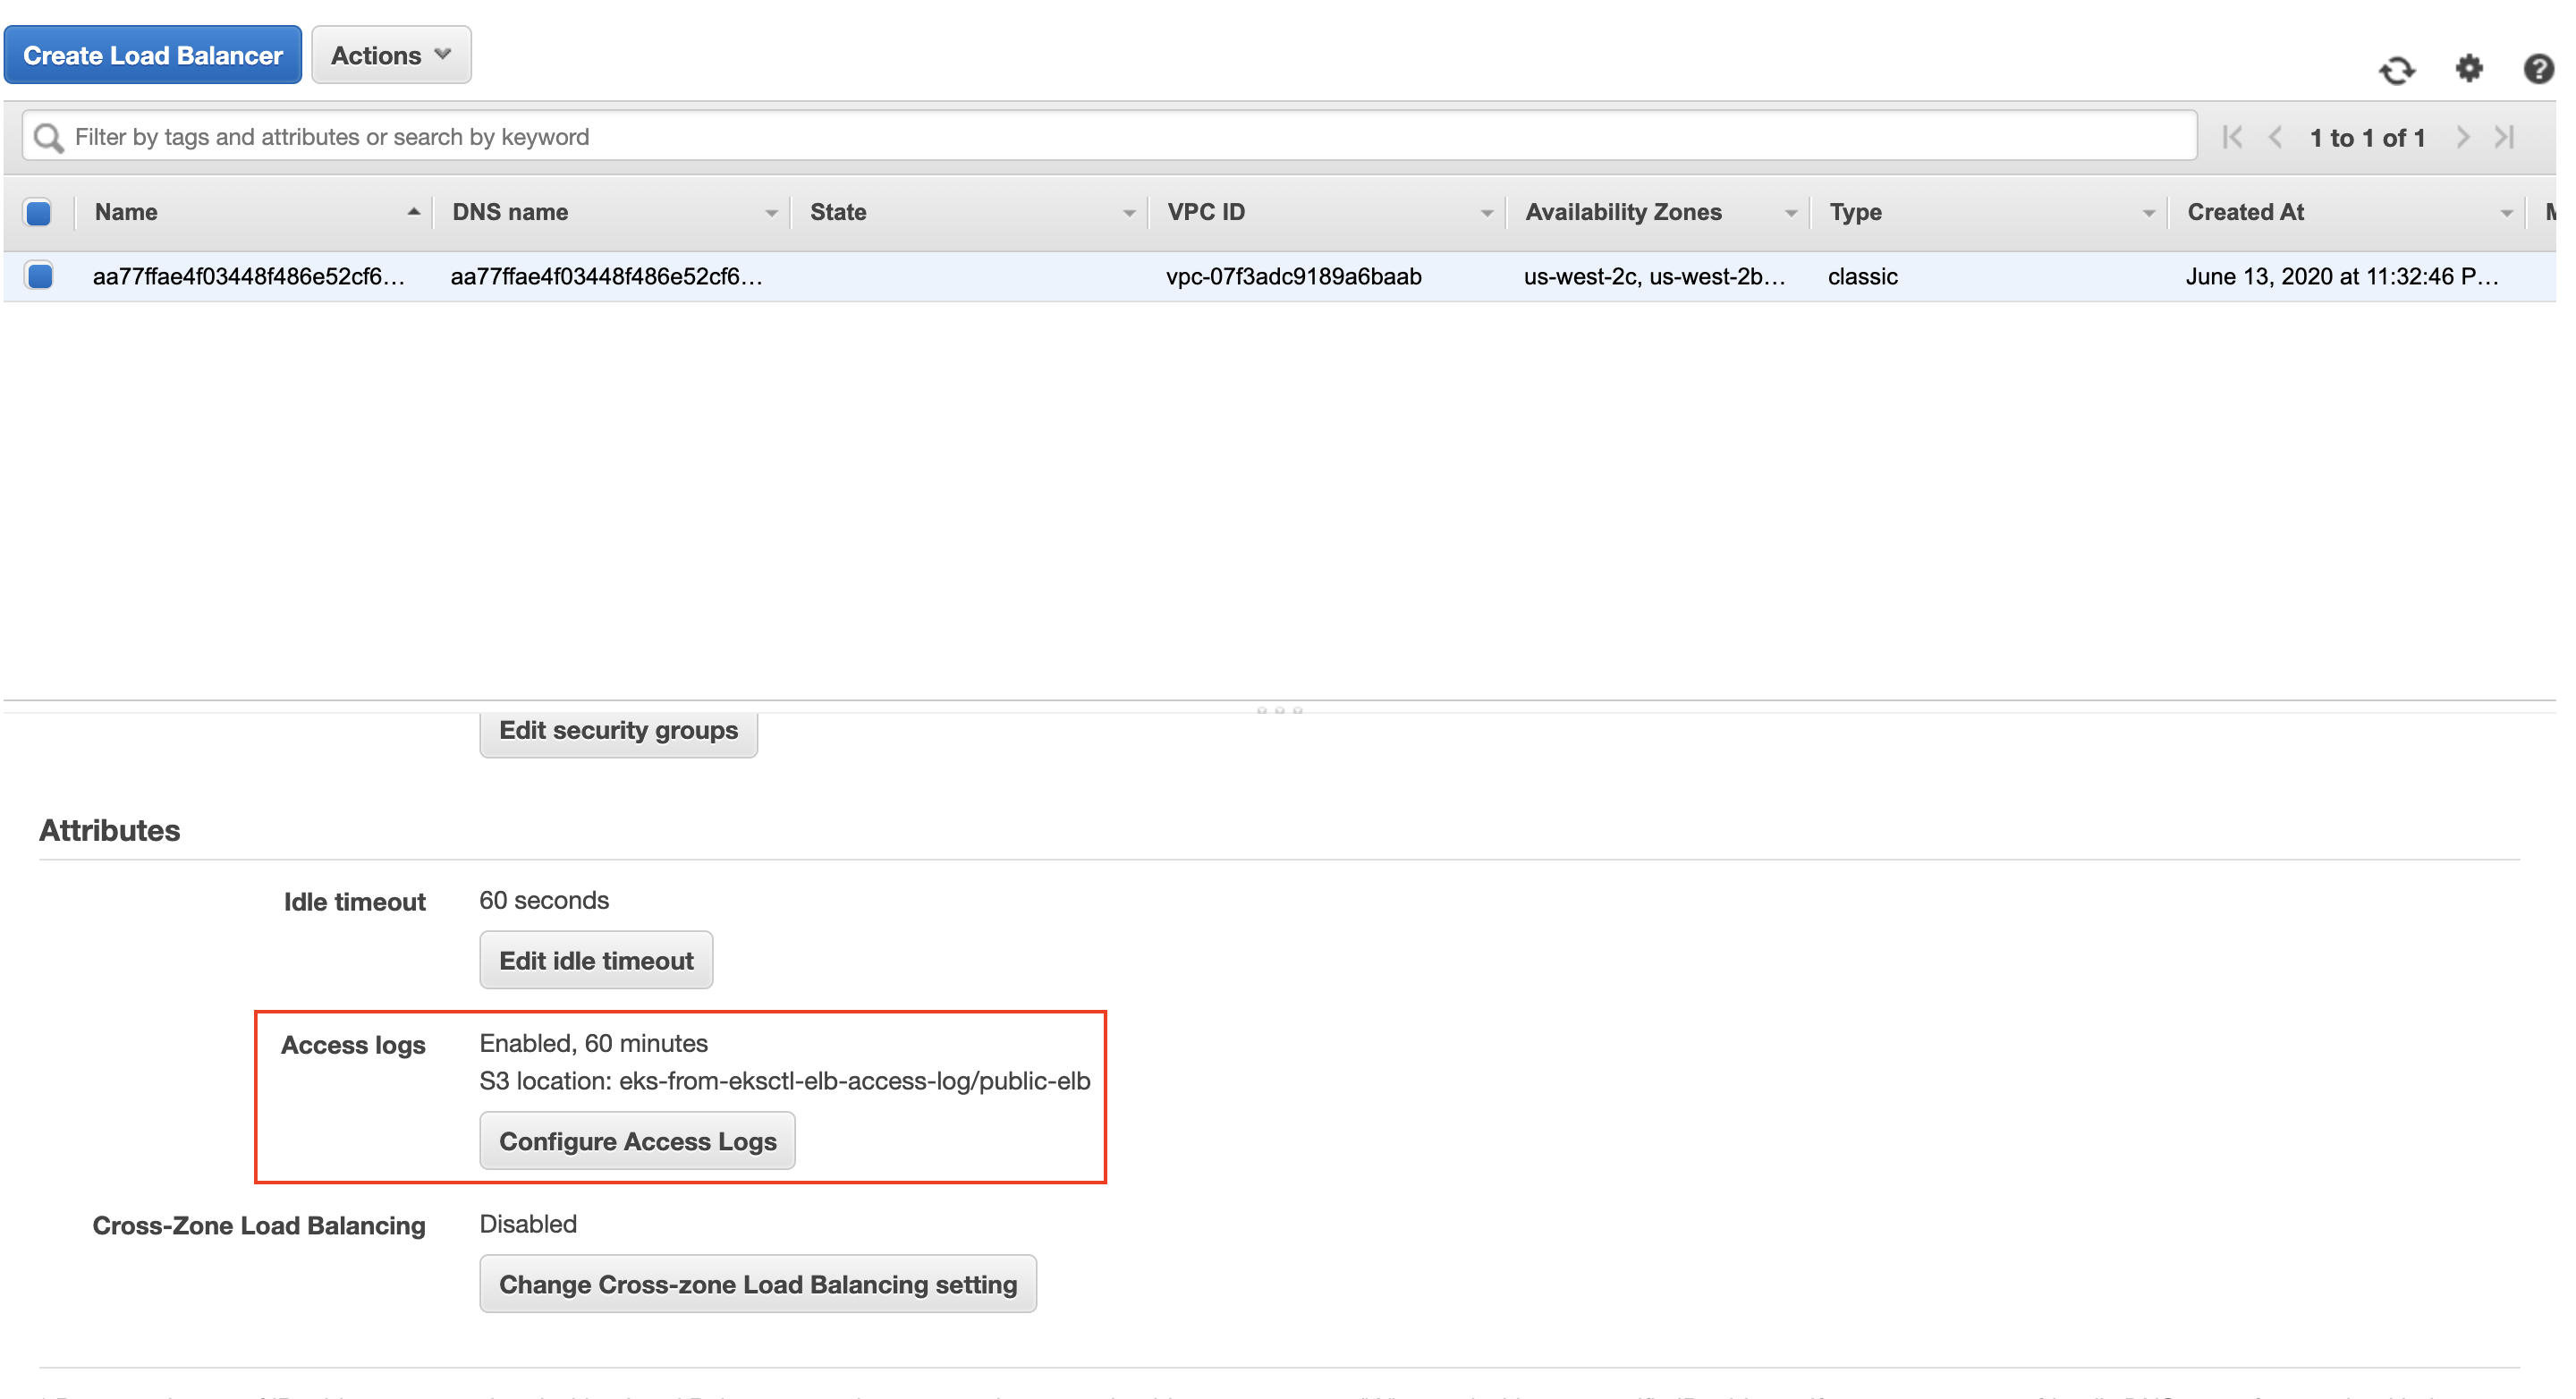 Create Load Balancer Actions
Filter by tags and attributes or search by keyword 1 to 1 of 1
Name DNS name State VPC ID Availability Zones Type Created At
aa77ffae4f03448f486e52cf6... aa77ffae4f03448f486e52cf6... vpc-07f3adc9189a6baab us-west-2c, us-west-2b... classic June 13, 2020 at 11:32:46 P...
Edit security groups
Attributes
Idle timeout 60 seconds
Edit idle timeout
Access logs Enabled, 60 minutes
S3 location: eks-from-eksctl-elb-access-log/public-elb
Configure Access Logs
Cross-Zone Load Balancing Disabled
Change Cross-zone Load Balancing setting